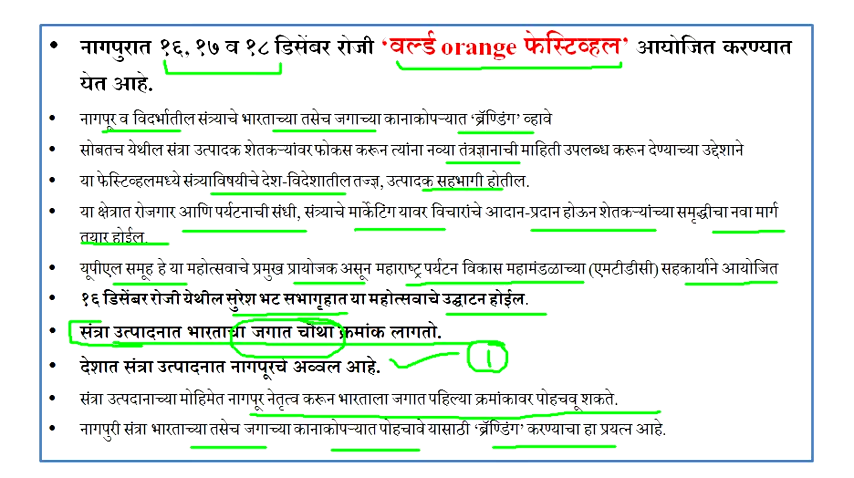 • नागपुरात १६, १७ व १८ डिसेंबर रोजी ‘वर्ल्ड orange फेस्टिव्हल’ आयोजित करण्यात
येत आहे.
• नागपूर व विदर्भातील संत्र्याचे भारताच्या तसेच जगाच्या कानाकोपऱ्यात ‘ब्रॅण्डिंग’ व्हावे
• सोबतच येथील संत्रा उत्पादक शेतकऱ्यांवर फोकस करून त्यांना नव्या तंत्रज्ञानाची माहिती उपलब्ध करून देण्याच्या उद्देशाने
• या फेस्टिव्हलमध्ये संत्र्याविषयीचे देश-विदेशातील तज्ज्ञ, उत्पादक सहभागी होतील.
• या क्षेत्रात रोजगार आणि पर्यटनाची संधी, संत्र्याचे मार्केटिंग यावर विचारांचे आदान-प्रदान होऊन शेतकऱ्यांच्या समृद्धीचा नवा मार्ग
तयार होईल.
• यूपीएल समूह हे या महोत्सवाचे प्रमुख प्रायोजक असून महाराष्ट्र पर्यटन विकास महामंडळाच्या (एमटीडीसी) सहकार्याने आयोजित
• १६ डिसेंबर रोजी येथील सुरेश भट सभागृहात या महोत्सवाचे उद्घाटन होईल.
• संत्रा उत्पादनात भारताचा जगात चौथा क्रमांक लागतो.
• देशात संत्रा उत्पादनात नागपूरचे अव्वल आहे. 1
• संत्रा उत्पदानाच्या मोहिमेत नागपूर नेतृत्व करून भारताला जगात पहिल्या क्रमांकावर पोहचवू शकते.
• नागपुरी संत्रा भारताच्या तसेच जगाच्या कानाकोपऱ्यात पोहचावे यासाठी ‘ब्रॅण्डिंग’ करण्याचा हा प्रयत्न आहे.